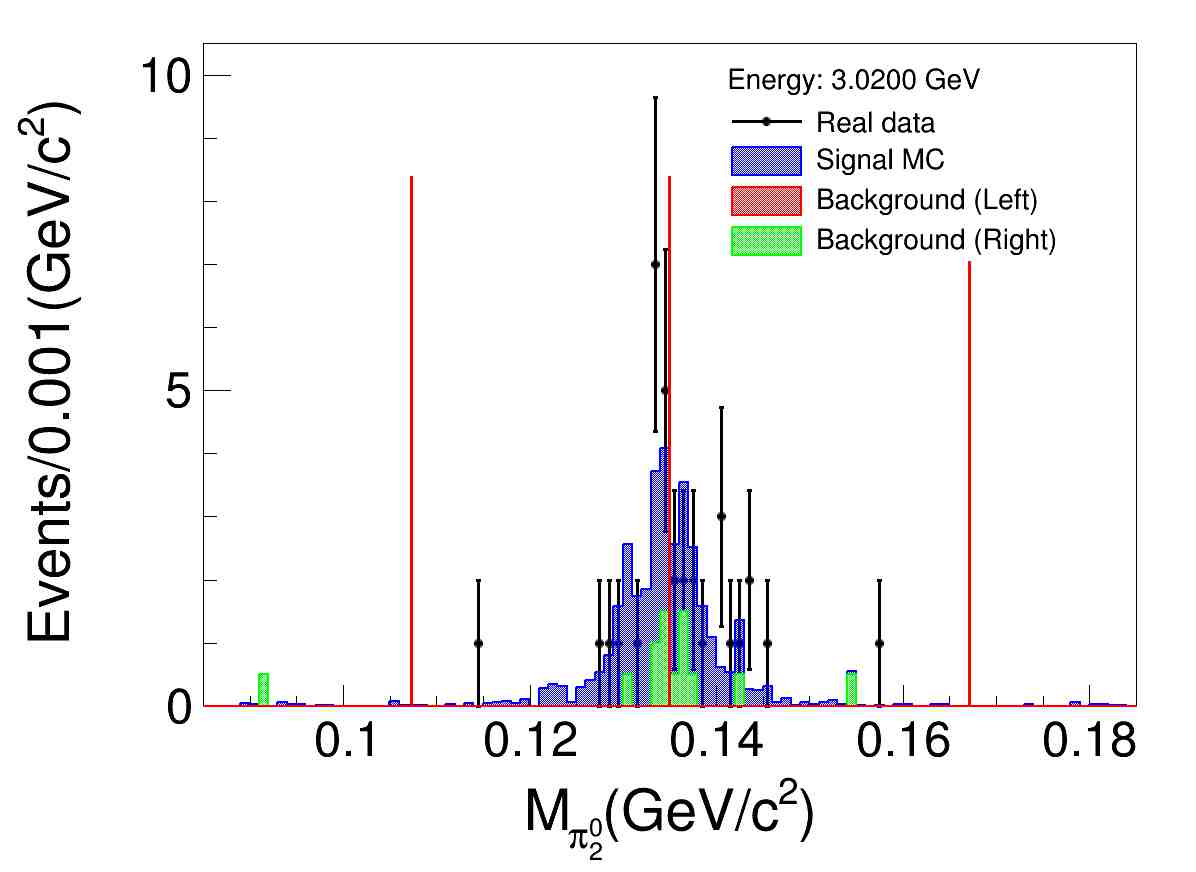 Events/0.001(GeV/c²)
10
5
0
Energy: 3.0200 GeV
Real data
Signal MC
Background (Left)
Background (Right)
0.1 0.12 0.14 0.16 0.18
M_π⁰₂(GeV/c²)